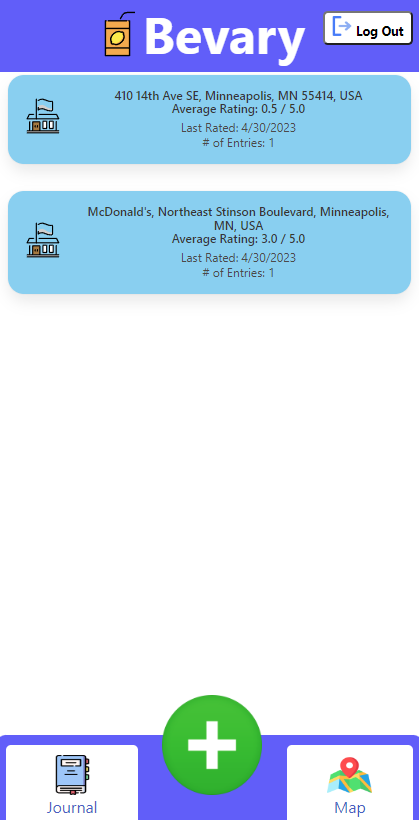 Bevary
Log Out
410 14th Ave SE, Minneapolis, MN 55414, USA
Average Rating: 0.5 / 5.0
Last Rated: 4/30/2023
# of Entries: 1
McDonald's, Northeast Stinson Boulevard, Minneapolis,
MN, USA
Average Rating: 3.0 / 5.0
Last Rated: 4/30/2023
# of Entries: 1
Journal
Map